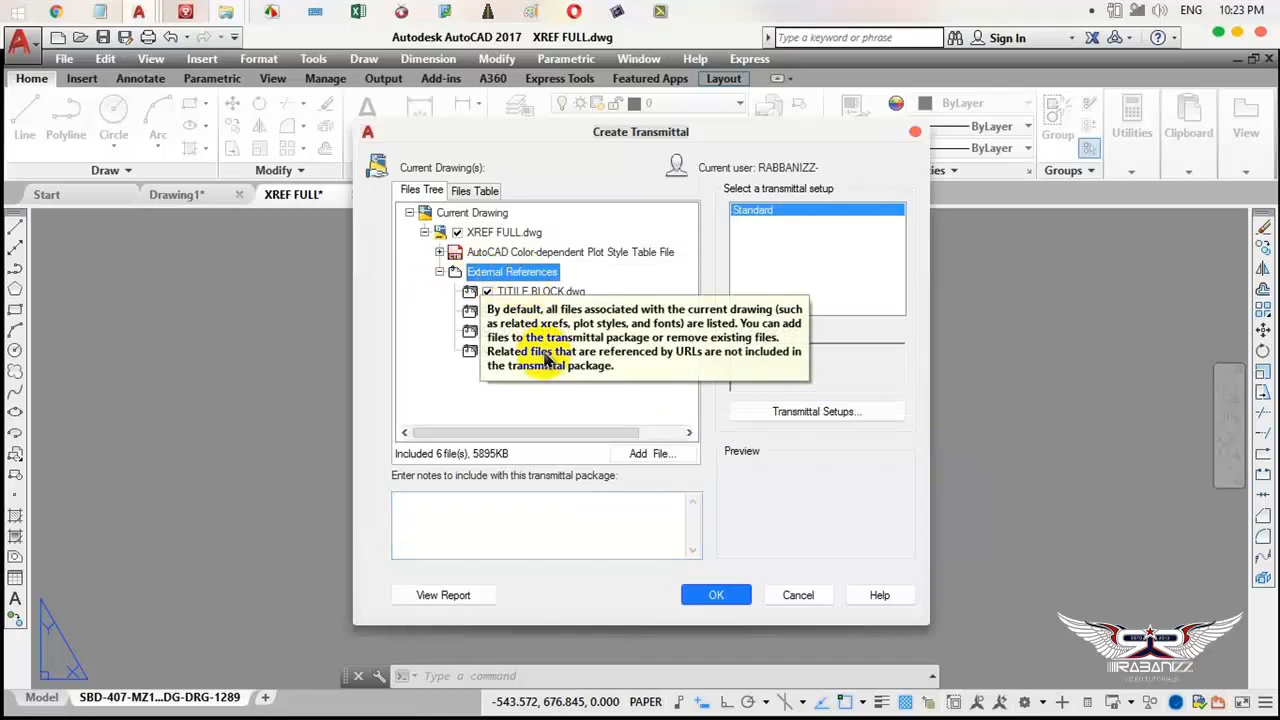 ENG
10:23 PM
Autodesk AutoCAD 2017 XREF FULL.dwg
Type a keyword or phrase
Sign In
File Edit View Insert Format Tools Draw Dimension Modify Parametric Window Help Express
Home Insert Annotate Parametric View Manage Output Add-ins A360 Express Tools Featured Apps Layout
Line Polyline Circle Arc
0
ByLayer
ByLayer
ByLayer
Group Utilities Clipboard View
Draw Modify Groups
Start Drawing1* XREF FULL*
Create Transmittal
Current Drawing(s):
Current user: RABBANIZZ-
Files Tree Files Table
Select a transmittal setup
Current Drawing
Standard
XREF FULL.dwg
AutoCAD Color-dependent Plot Style Table File
External References
TITILE BLOCK.dwg
By default, all files associated with the current drawing (such
as related xrefs, plot styles, and fonts) are listed. You can add
files to the transmittal package or remove existing files.
Related files that are referenced by URLs are not included in
the transmittal package.
Transmittal Setups...
Included 6 file(s), 5895KB
Add File...
Preview
Enter notes to include with this transmittal package:
View Report
OK
Cancel
Help
Type a command
RABANIZZ
VIDEO TUTORIALS
Model SBD-407-MZ1...DG-DRG-1289
-543.572, 676.845, 0.000 PAPER